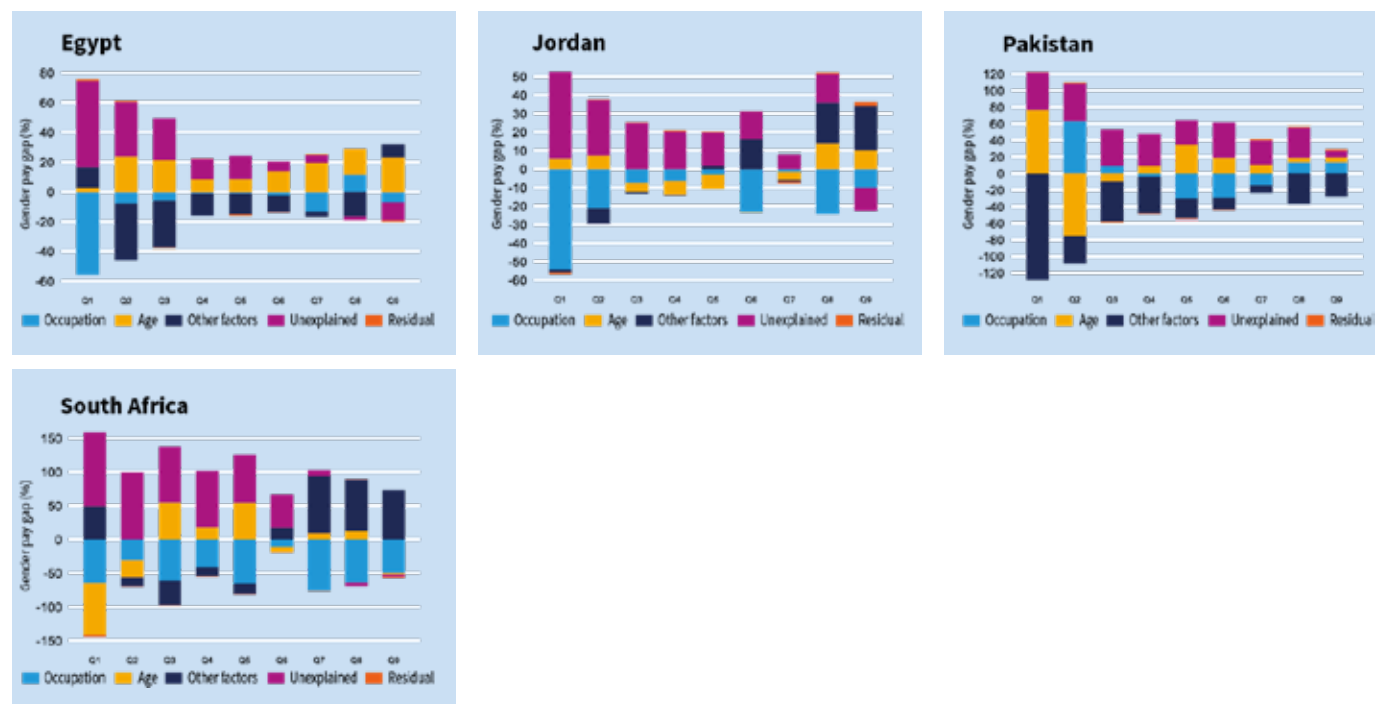 Egypt
Gender pay gap (%)
80
60
40
20
0
-20
-40
-60
Q1 Q2 Q3 Q4 Q5 Q6 Q7 Q8 Q9
Occupation Age Other factors Unexplained Residual
Jordan
Gender pay gap (%)
50
40
30
20
10
0
-10
-20
-30
-40
-50
-60
Q1 Q2 Q3 Q4 Q5 Q6 Q7 Q8 Q9
Occupation Age Other factors Unexplained Residual
Pakistan
Gender pay gap (%)
120
100
80
60
40
20
0
-20
-40
-60
-80
-100
-120
Q1 Q2 Q3 Q4 Q5 Q6 Q7 Q8 Q9
Occupation Age Other factors Unexplained Residual
South Africa
Gender pay gap (%)
150
100
50
0
-50
-100
-150
Q1 Q2 Q3 Q4 Q5 Q6 Q7 Q8 Q9
Occupation Age Other factors Unexplained Residual